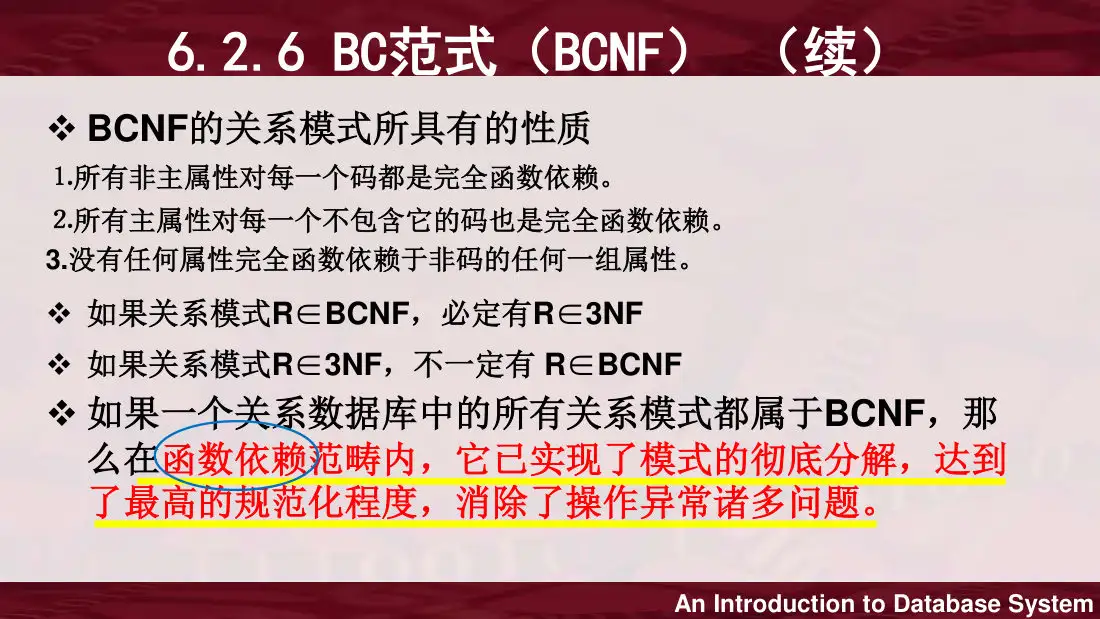 6.2.6 BC范式（BCNF）（续）
❖ BCNF的关系模式所具有的性质
1.所有非主属性对每一个码都是完全函数依赖。
2.所有主属性对每一个不包含它的码也是完全函数依赖。
3.没有任何属性完全函数依赖于非码的任何一组属性。
❖ 如果关系模式R∈BCNF，必定有R∈3NF
❖ 如果关系模式R∈3NF，不一定有 R∈BCNF
❖ 如果一个关系数据库中的所有关系模式都属于BCNF，那
么在函数依赖范畴内，它已实现了模式的彻底分解，达到
了最高的规范化程度，消除了操作异常诸多问题。
An Introduction to Database System